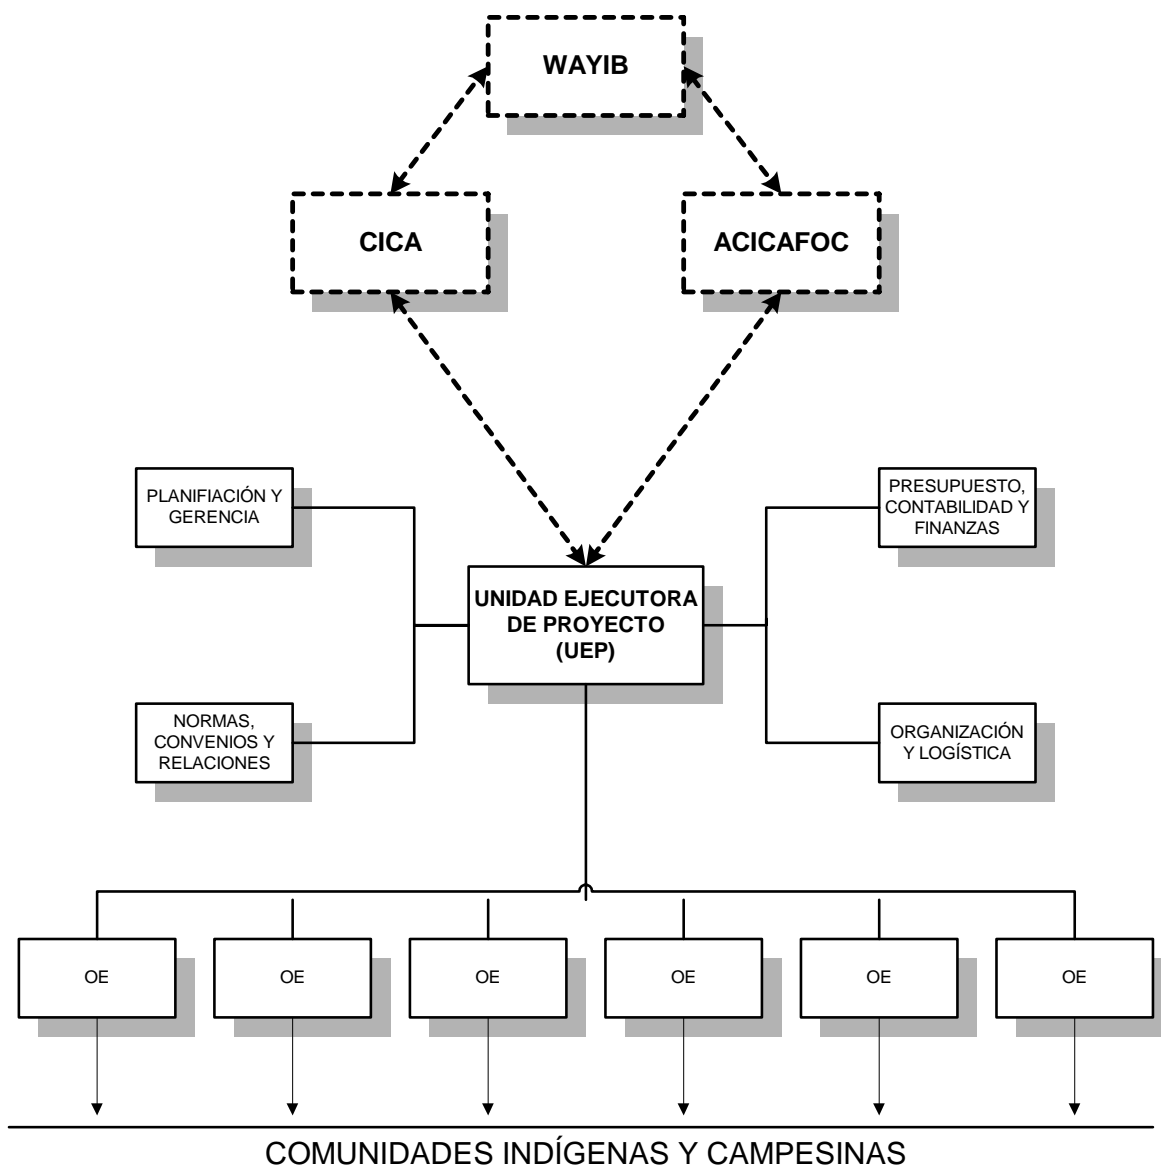 WAYIB
CICA
ACICAFOC
PLANIFIACIÓN Y
GERENCIA
PRESUPUESTO,
CONTABILIDAD Y
FINANZAS
UNIDAD EJECUTORA
DE PROYECTO
(UEP)
NORMAS,
CONVENIOS Y
RELACIONES
ORGANIZACIÓN
Y LOGÍSTICA
OE
OE
OE
OE
OE
OE
COMUNIDADES INDÍGENAS Y CAMPESINAS